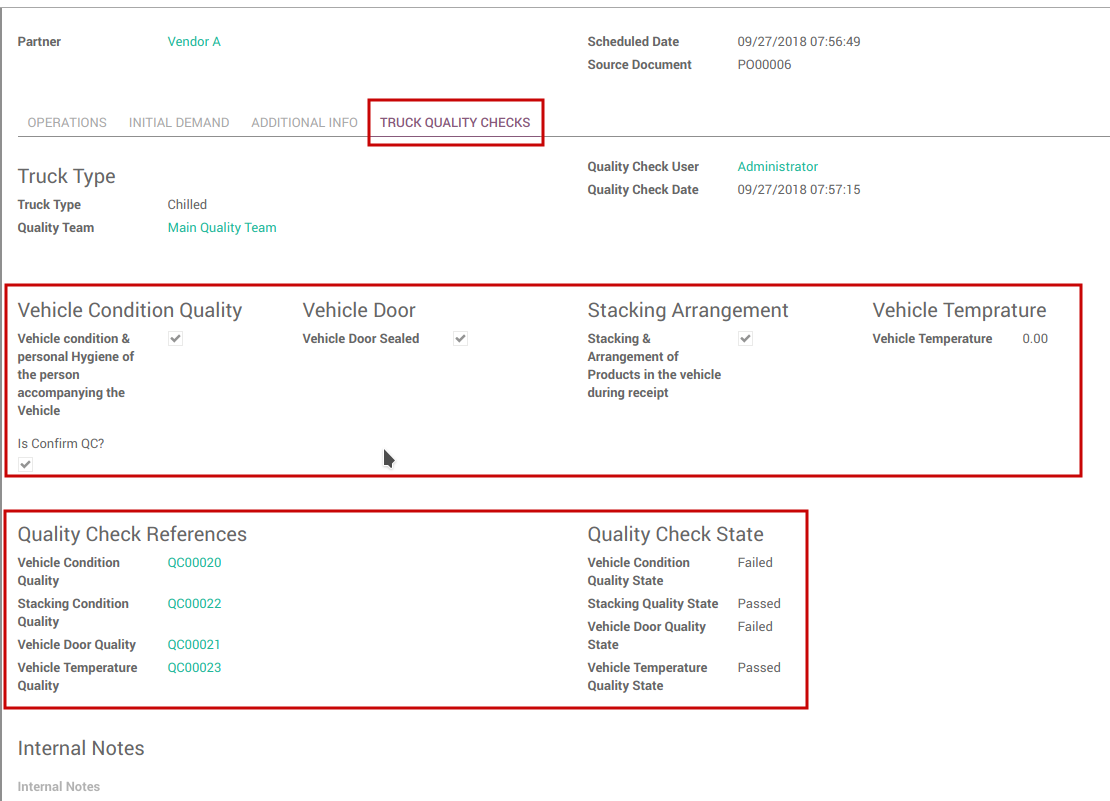 Partner Vendor A Scheduled Date 09/27/2018 07:56:49
Source Document PO00006
OPERATIONS INITIAL DEMAND ADDITIONAL INFO TRUCK QUALITY CHECKS
Truck Type
Truck Type Chilled
Quality Team Main Quality Team
Quality Check User Administrator
Quality Check Date 09/27/2018 07:57:15
Vehicle Condition Quality
Vehicle condition &
personal Hygiene of
the person
accompanying the
Vehicle
Is Confirm QC?
Vehicle Door
Vehicle Door Sealed
Stacking Arrangement
Stacking &
Arrangement of
Products in the vehicle
during receipt
Vehicle Temprature
Vehicle Temperature 0.00
Quality Check References
Vehicle Condition QC00020
Quality
Stacking Condition QC00022
Quality
Vehicle Door Quality QC00021
Vehicle Temperature QC00023
Quality
Quality Check State
Vehicle Condition Failed
Quality State
Stacking Quality State Passed
Vehicle Door Quality Failed
State
Vehicle Temperature Passed
Quality State
Internal Notes
Internal Notes